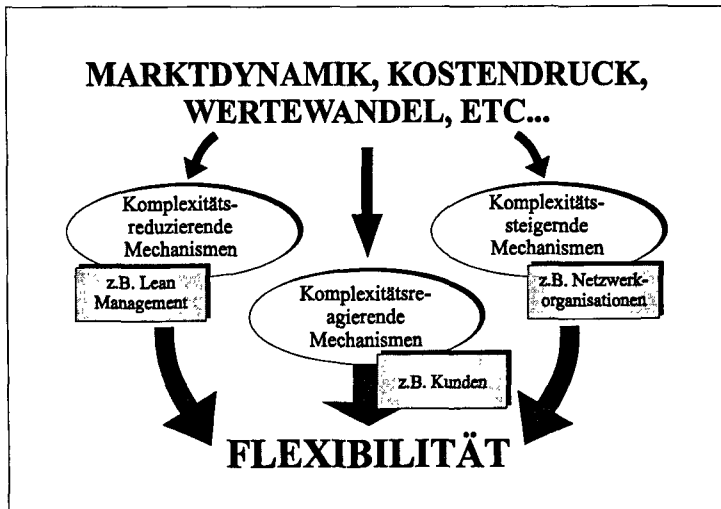 MARKTDYNAMIK, KOSTENDRUCK,
WERTEWANDEL, ETC...
Komplexitäts-
reduzierende
Mechanismen
z.B. Lean
Management
Komplexitätsre-
agierende
Mechanismen
z.B. Kunden
Komplexitäts-
steigernde
Mechanismen
z.B. Netzwerk-
organisationen
FLEXIBILITÄT